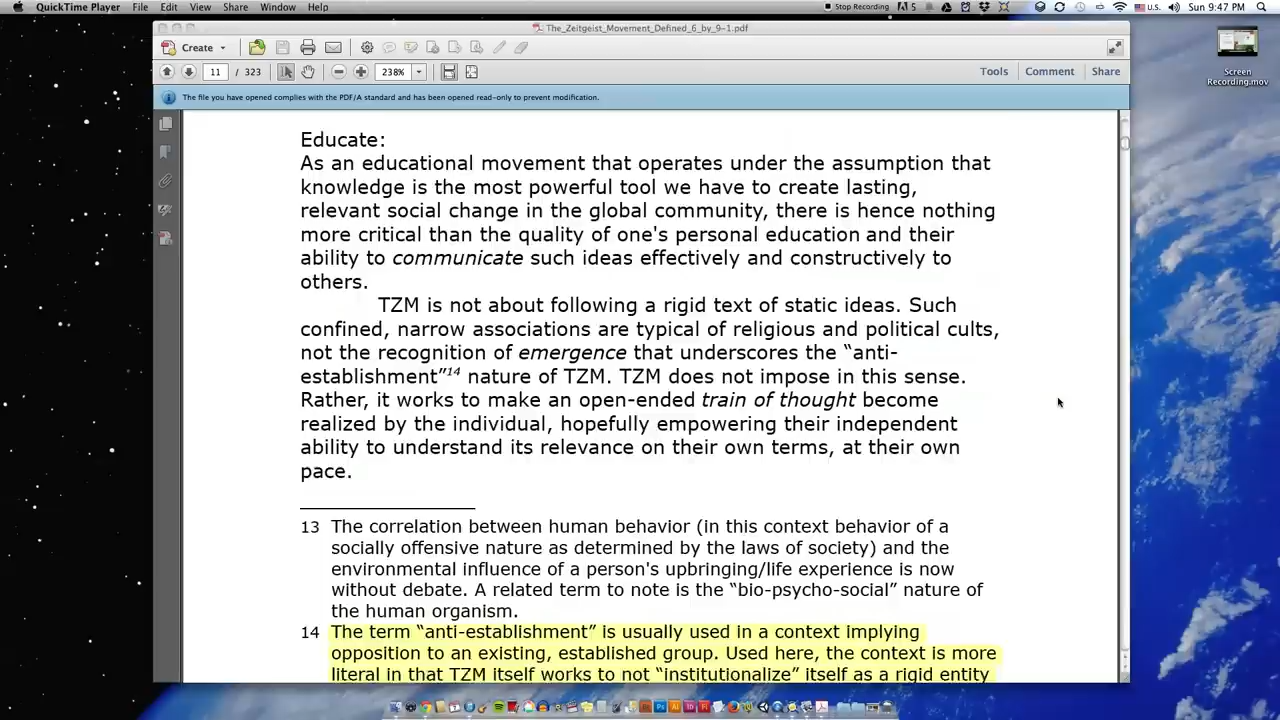 QuickTime Player File Edit View Share Window Help Stop Recording 5 U.S. Sun 9:47 PM
The_Zeitgeist_Movement_Defined_6_by_9-1.pdf
Create
11 / 323 238% Tools Comment Share
The file you have opened complies with the PDF/A standard and has been opened read-only to prevent modification.
Screen
Recording.mov
Educate:
As an educational movement that operates under the assumption that
knowledge is the most powerful tool we have to create lasting,
relevant social change in the global community, there is hence nothing
more critical than the quality of one's personal education and their
ability to communicate such ideas effectively and constructively to
others.
TZM is not about following a rigid text of static ideas. Such
confined, narrow associations are typical of religious and political cults,
not the recognition of emergence that underscores the “anti-
establishment”14 nature of TZM. TZM does not impose in this sense.
Rather, it works to make an open-ended train of thought become
realized by the individual, hopefully empowering their independent
ability to understand its relevance on their own terms, at their own
pace.
13 The correlation between human behavior (in this context behavior of a
socially offensive nature as determined by the laws of society) and the
environmental influence of a person's upbringing/life experience is now
without debate. A related term to note is the “bio-psycho-social” nature of
the human organism.
14 The term “anti-establishment” is usually used in a context implying
opposition to an existing, established group. Used here, the context is more
literal in that TZM itself works to not “institutionalize” itself as a rigid entity